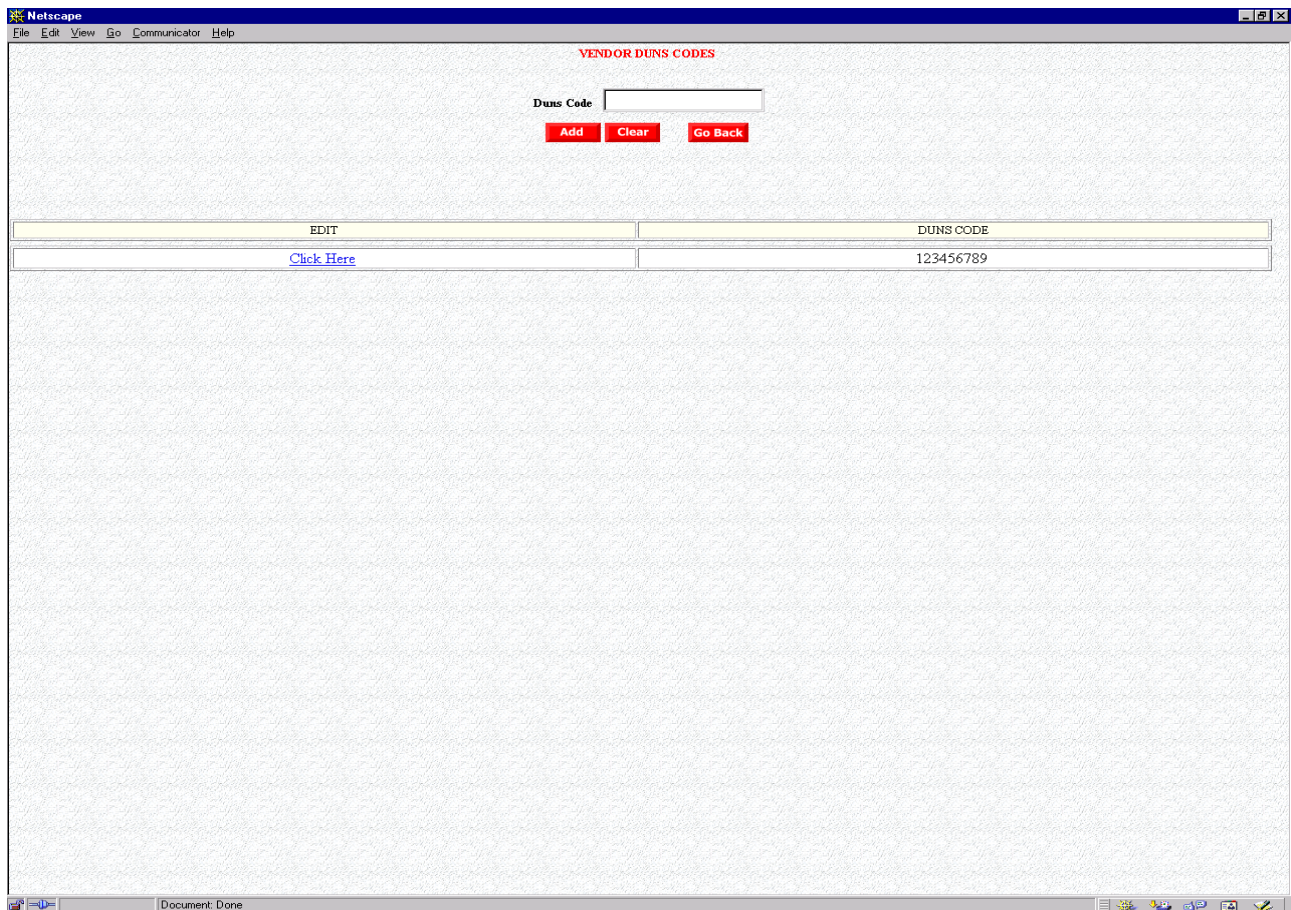 Netscape
File Edit View Go Communicator Help
VENDOR DUNS CODES
Duns Code
Add Clear Go Back
EDIT DUNS CODE
Click Here 123456789
Document: Done